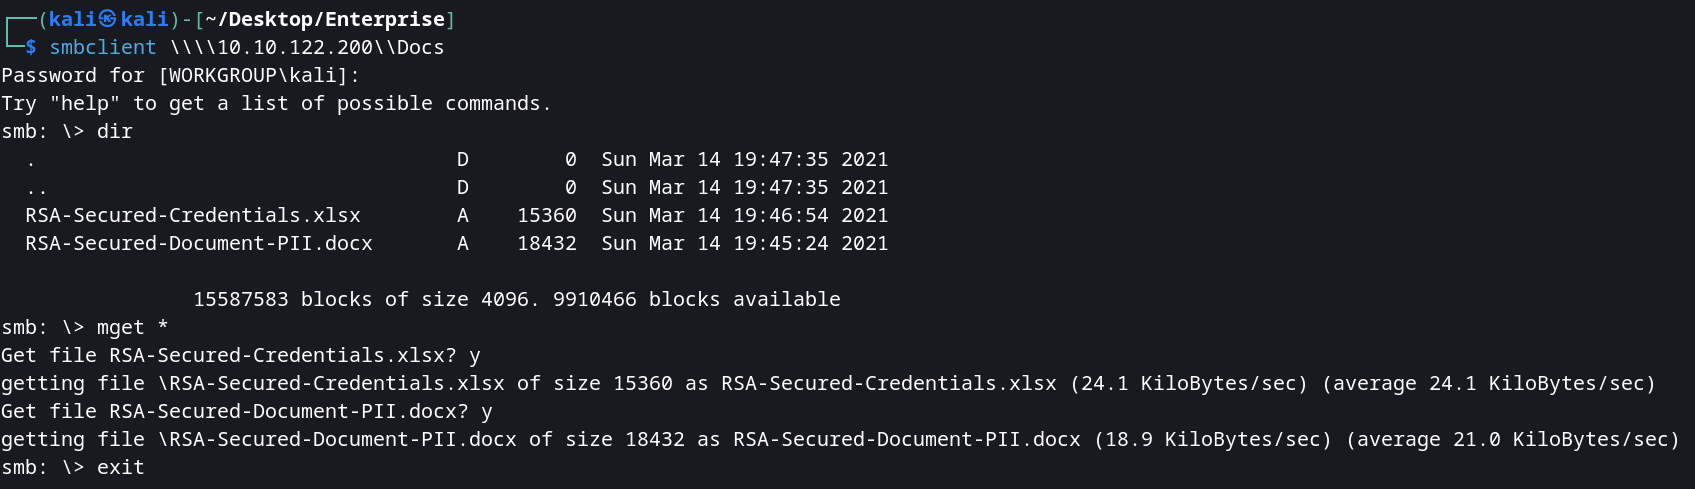 ┌──(kali㉿kali)-[~/Desktop/Enterprise]
└─$ smbclient \\\\10.10.122.200\\Docs
Password for [WORKGROUP\kali]:
Try "help" to get a list of possible commands.
smb: \> dir
  .                                   D        0  Sun Mar 14 19:47:35 2021
  ..                                  D        0  Sun Mar 14 19:47:35 2021
  RSA-Secured-Credentials.xlsx        A    15360  Sun Mar 14 19:46:54 2021
  RSA-Secured-Document-PII.docx       A    18432  Sun Mar 14 19:45:24 2021
                15587583 blocks of size 4096. 9910466 blocks available
smb: \> mget *
Get file RSA-Secured-Credentials.xlsx? y
getting file \RSA-Secured-Credentials.xlsx of size 15360 as RSA-Secured-Credentials.xlsx (24.1 KiloBytes/sec) (average 24.1 KiloBytes/sec)
Get file RSA-Secured-Document-PII.docx? y
getting file \RSA-Secured-Document-PII.docx of size 18432 as RSA-Secured-Document-PII.docx (18.9 KiloBytes/sec) (average 21.0 KiloBytes/sec)
smb: \> exit